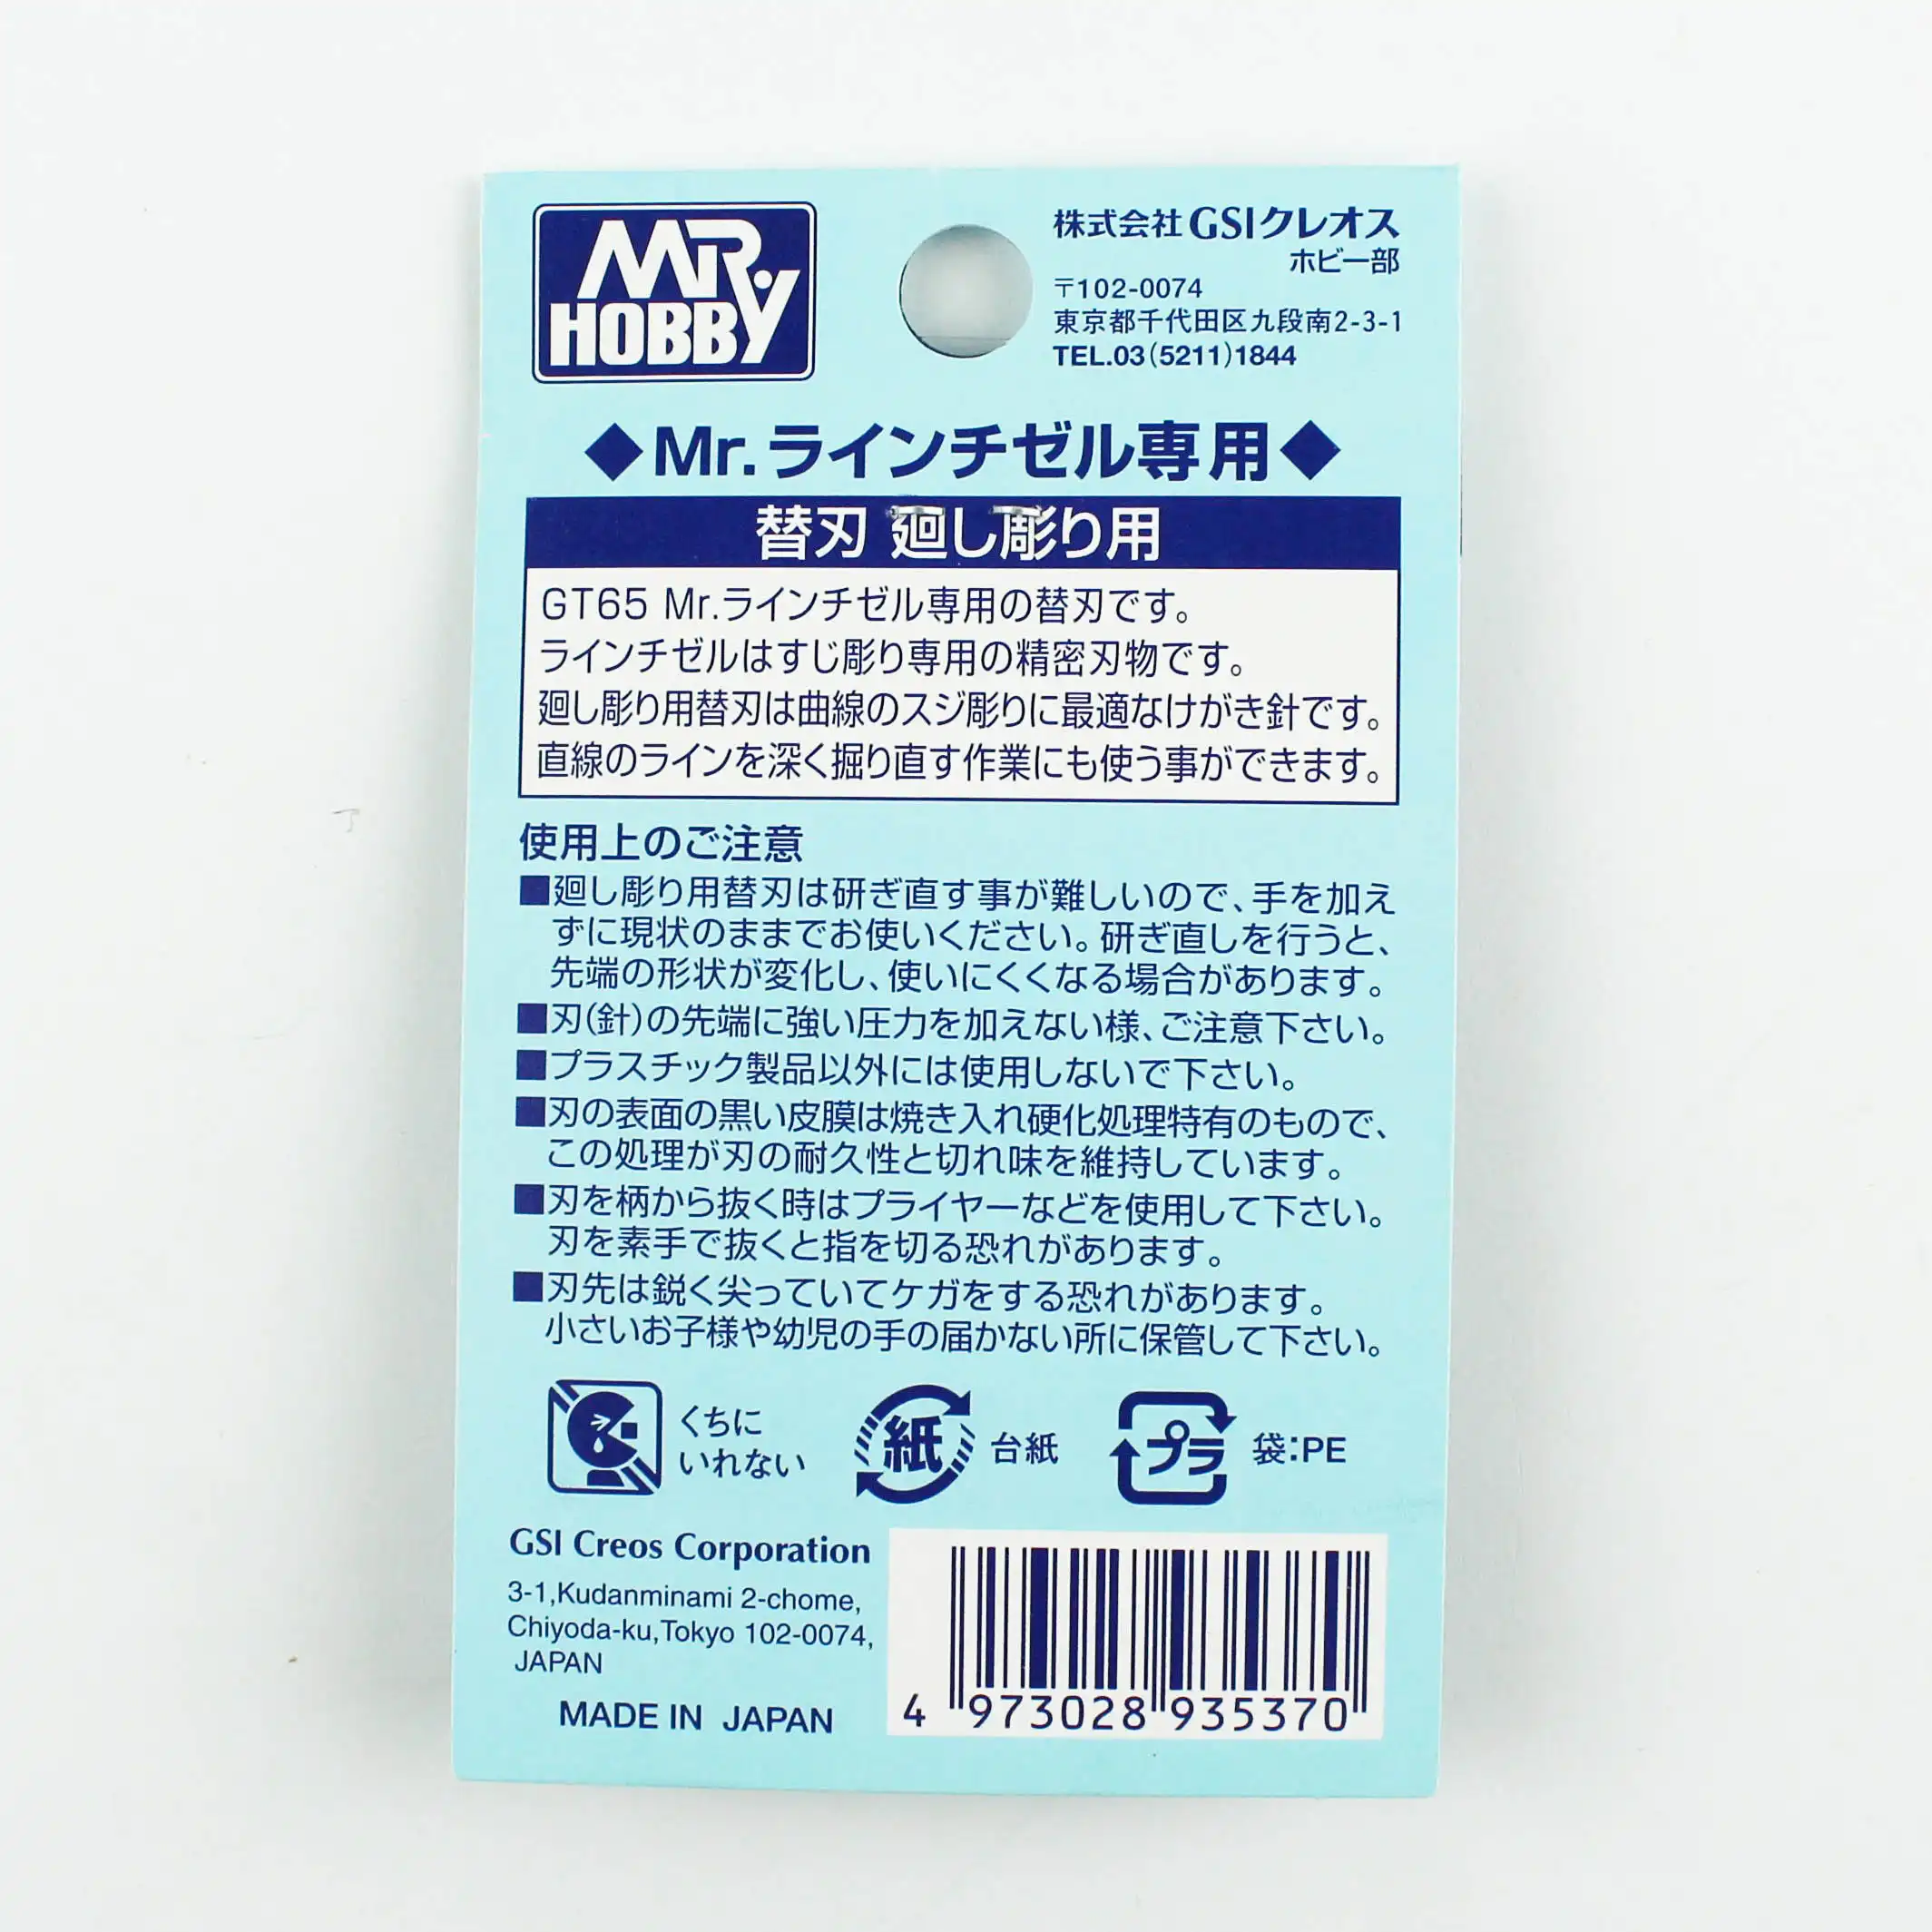 MR. HOBBY
株式会社GSIクレオス
ホビー部
〒102-0074
東京都千代田区九段南2-3-1
TEL.03(5211)1844
◆Mr.ラインチゼル専用◆
替刃 廻し彫り用
GT65 Mr.ラインチゼル専用の替刃です。
ラインチゼルはすじ彫り専用の精密刃物です。
廻し彫り用替刃は曲線のスジ彫りに最適なけがき針です。
直線のラインを深く掘り直す作業にも使う事ができます。
使用上のご注意
■廻し彫り用替刃は研ぎ直す事が難しいので、手を加え
ずに現状のままでお使いください。研ぎ直しを行うと、
先端の形状が変化し、使いにくくなる場合があります。
■刃(針)の先端に強い圧力を加えない様、ご注意下さい。
■プラスチック製品以外には使用しないで下さい。
■刃の表面の黒い皮膜は焼き入れ硬化処理特有のもので、
この処理が刃の耐久性と切れ味を維持しています。
■刃を柄から抜く時はプライヤーなどを使用して下さい。
刃を素手で抜くと指を切る恐れがあります。
■刃先は鋭く尖っていてケガをする恐れがあります。
小さいお子様や幼児の手の届かない所に保管して下さい。
くちに
いれない
紙 台紙
プラ 袋:PE
GSI Creos Corporation
3-1,Kudanminami 2-chome,
Chiyoda-ku,Tokyo 102-0074,
JAPAN
MADE IN JAPAN
4 973028 935370